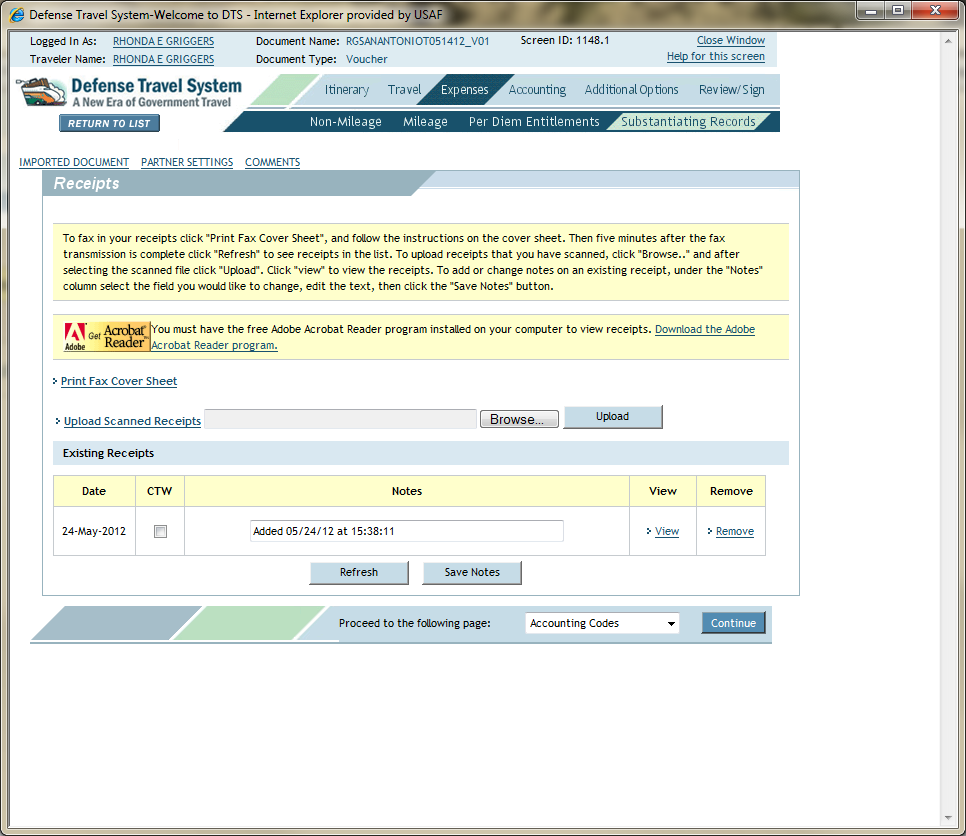 Defense Travel System-Welcome to DTS - Internet Explorer provided by USAF
Logged In As: RHONDA E GRIGGERS Document Name: RGSANANTONIOT051412_V01 Screen ID: 1148.1 Close Window
Traveler Name: RHONDA E GRIGGERS Document Type: Voucher Help for this screen
Defense Travel System
A New Era of Government Travel
Itinerary Travel Expenses Accounting Additional Options Review/Sign
RETURN TO LIST
Non-Mileage Mileage Per Diem Entitlements Substantiating Records
IMPORTED DOCUMENT PARTNER SETTINGS COMMENTS
Receipts
To fax in your receipts click "Print Fax Cover Sheet", and follow the instructions on the cover sheet. Then five minutes after the fax
transmission is complete click "Refresh" to see receipts in the list. To upload receipts that you have scanned, click "Browse.." and after
selecting the scanned file click "Upload". Click "view" to view the receipts. To add or change notes on an existing receipt, under the "Notes"
column select the field you would like to change, edit the text, then click the "Save Notes" button.
Adobe Get Acrobat Reader
You must have the free Adobe Acrobat Reader program installed on your computer to view receipts. Download the Adobe
Acrobat Reader program.
Print Fax Cover Sheet
Upload Scanned Receipts Browse... Upload
Existing Receipts
Date CTW Notes View Remove
24-May-2012 Added 05/24/12 at 15:38:11 View Remove
Refresh Save Notes
Proceed to the following page: Accounting Codes Continue